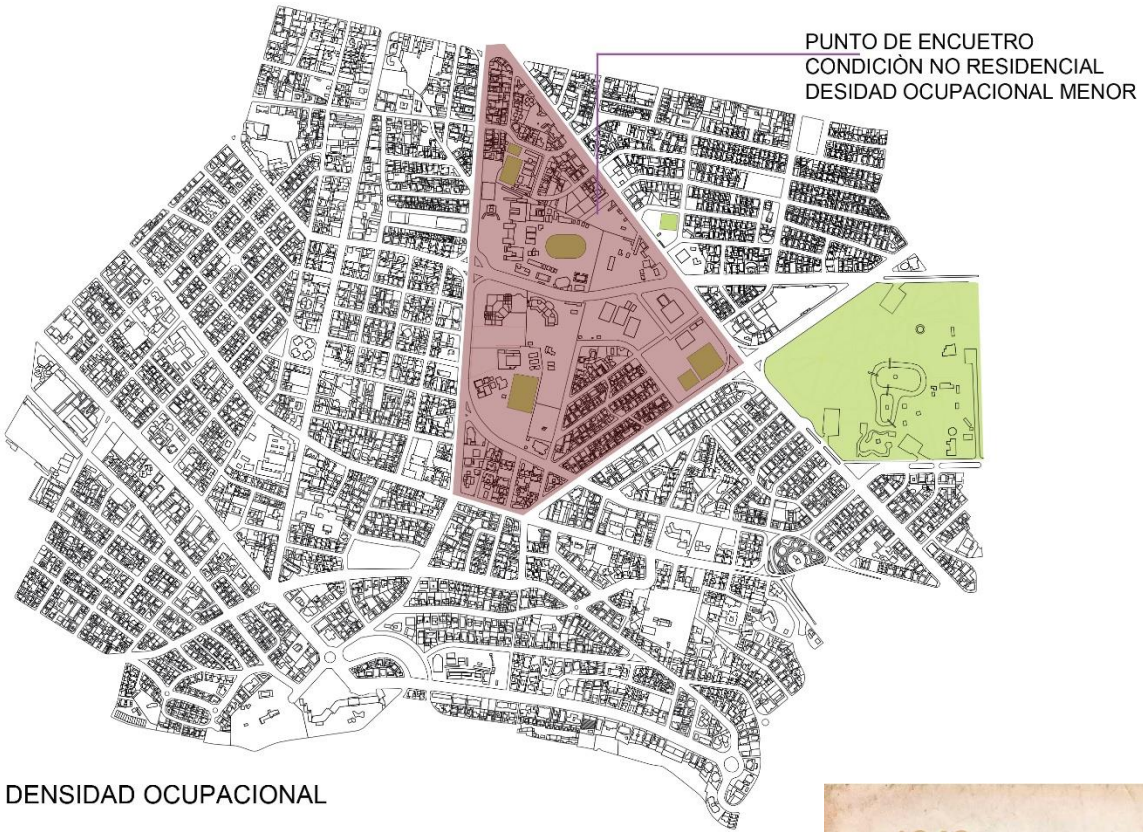 PUNTO DE ENCUETRO
CONDICIÒN NO RESIDENCIAL
DESIDAD OCUPACIONAL MENOR
DENSIDAD OCUPACIONAL